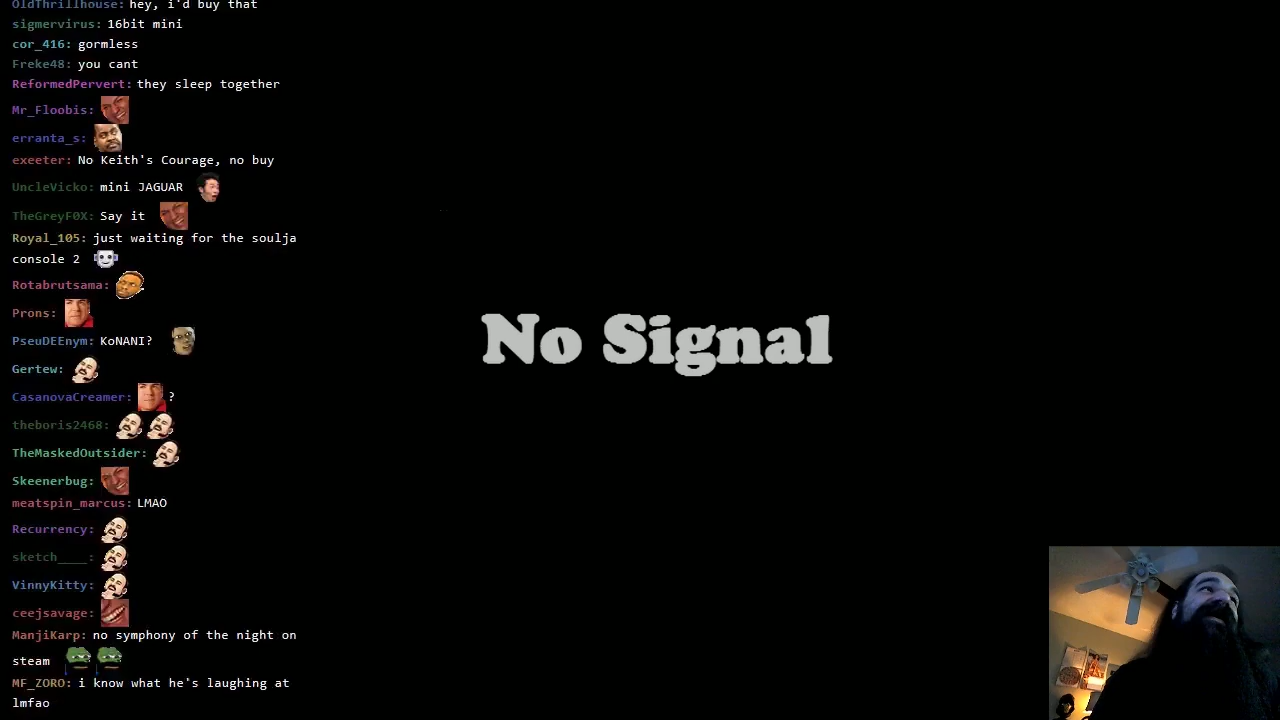 OldThrillhouse: hey, i'd buy that
sigmervirus: 16bit mini
cor_416: gormless
Freke48: you cant
ReformedPervert: they sleep together
Mr_Floobis:
erranta_s:
exeeter: No Keith's Courage, no buy
UncleVicko: mini JAGUAR
TheGreyF0X: Say it
Royal_105: just waiting for the soulja
console 2
Rotabrutsama:
Prons:
PseuDEEnym: KoNANI?
Gertew:
CasanovaCreamer: ?
theboris2468:
TheMaskedOutsider:
Skeenerbug:
meatspin_marcus: LMAO
Recurrency:
sketch____:
VinnyKitty:
ceejsavage:
ManjiKarp: no symphony of the night on
steam
MF_ZORO: i know what he's laughing at
lmfao
No Signal